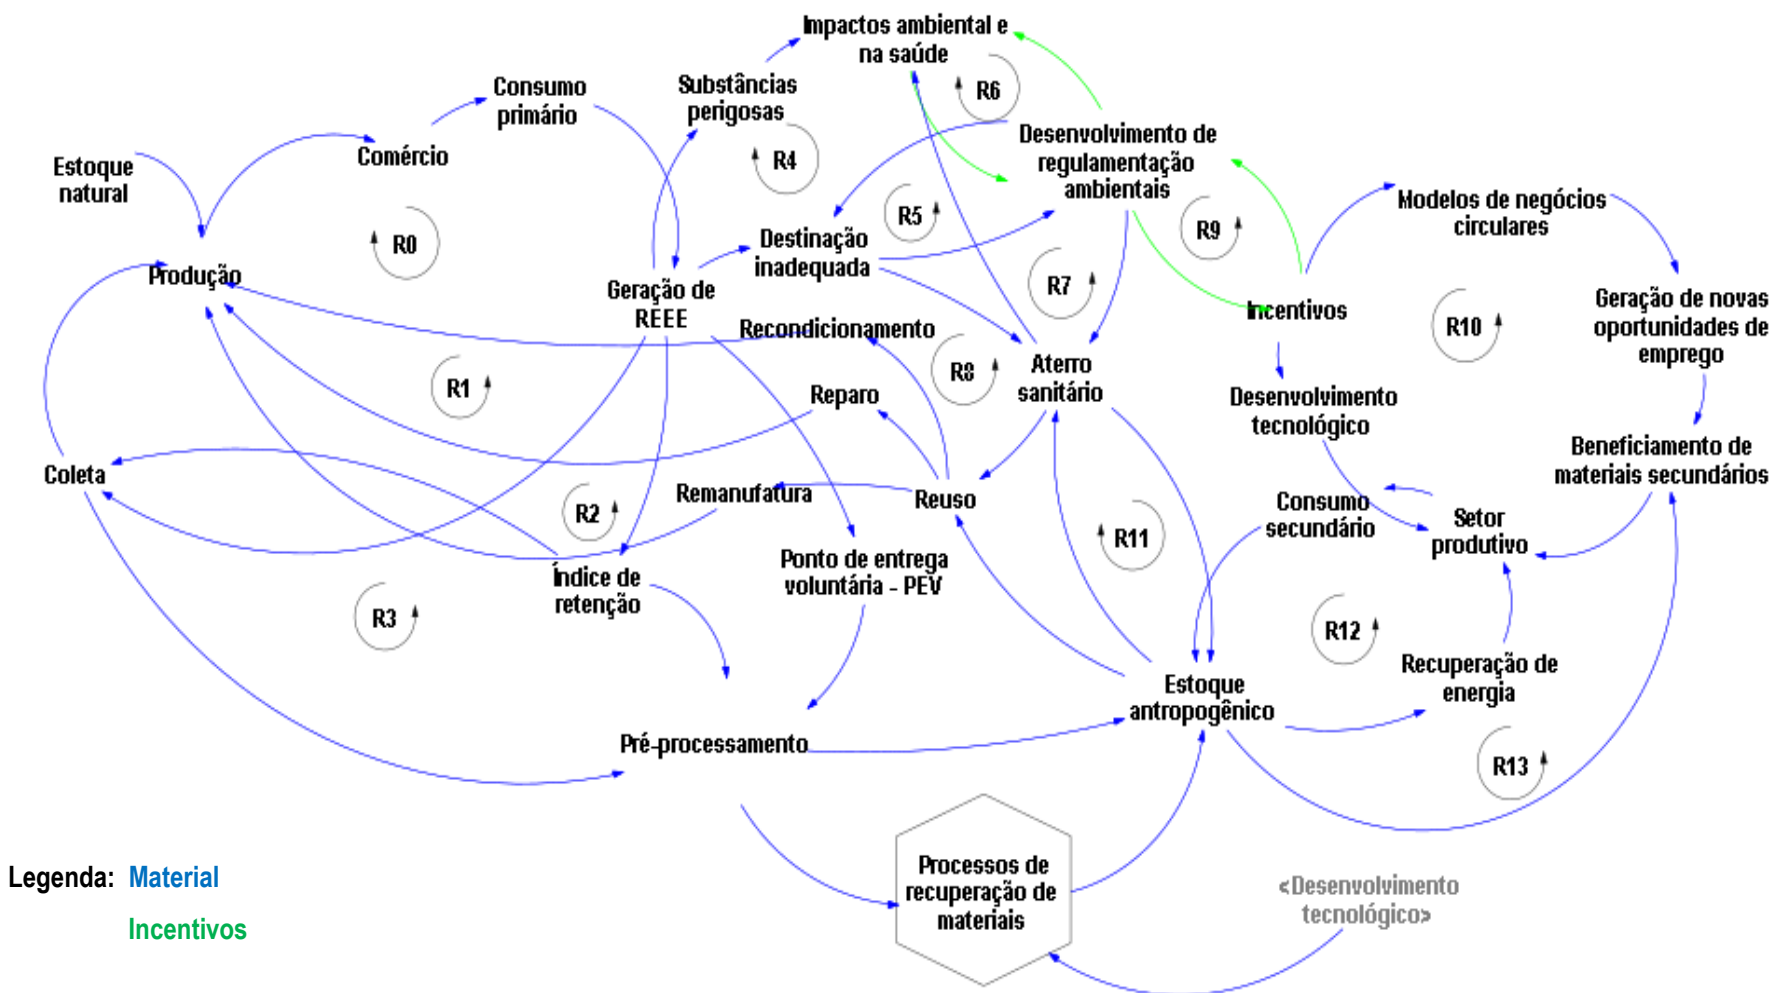 Impactos ambiental e
na saúde
Consumo
primário
Substâncias
perigosas
R6
Desenvolvimento de
regulamentação
ambientais
Comércio
R4
Estoque
natural
Modelos de negócios
circulares
R5
R9
R0
Destinação
inadequada
Produção
Geração de
REEE
R7
Incentivos
Geração de novas
oportunidades de
emprego
R10
Recondicionamento
R8
Aterro
sanitário
R1
Reparo
Desenvolvimento
tecnológico
Beneficiamento de
materiais secundários
Coleta
Remanufatura
Reuso
Consumo
secundário
R2
Setor
produtivo
R11
Ponto de entrega
voluntária - PEV
Índice de
retenção
R3
R12
Recuperação de
energia
Estoque
antropogênico
Pré-processamento
R13
Processos de
recuperação de
materiais
<Desenvolvimento
tecnológico>
Legenda: Material
Incentivos